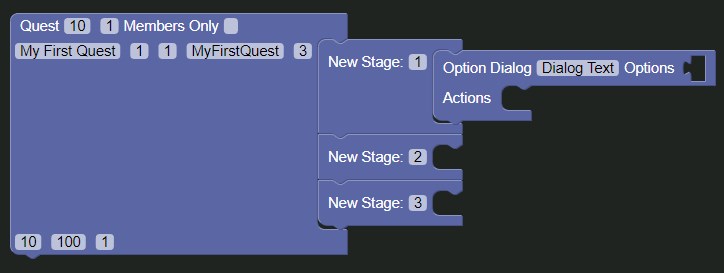 Quest 10 1 Members Only
My First Quest 1 1 MyFirstQuest 3
New Stage: 1
Option Dialog Dialog Text Options
Actions
New Stage: 2
New Stage: 3
10 100 1